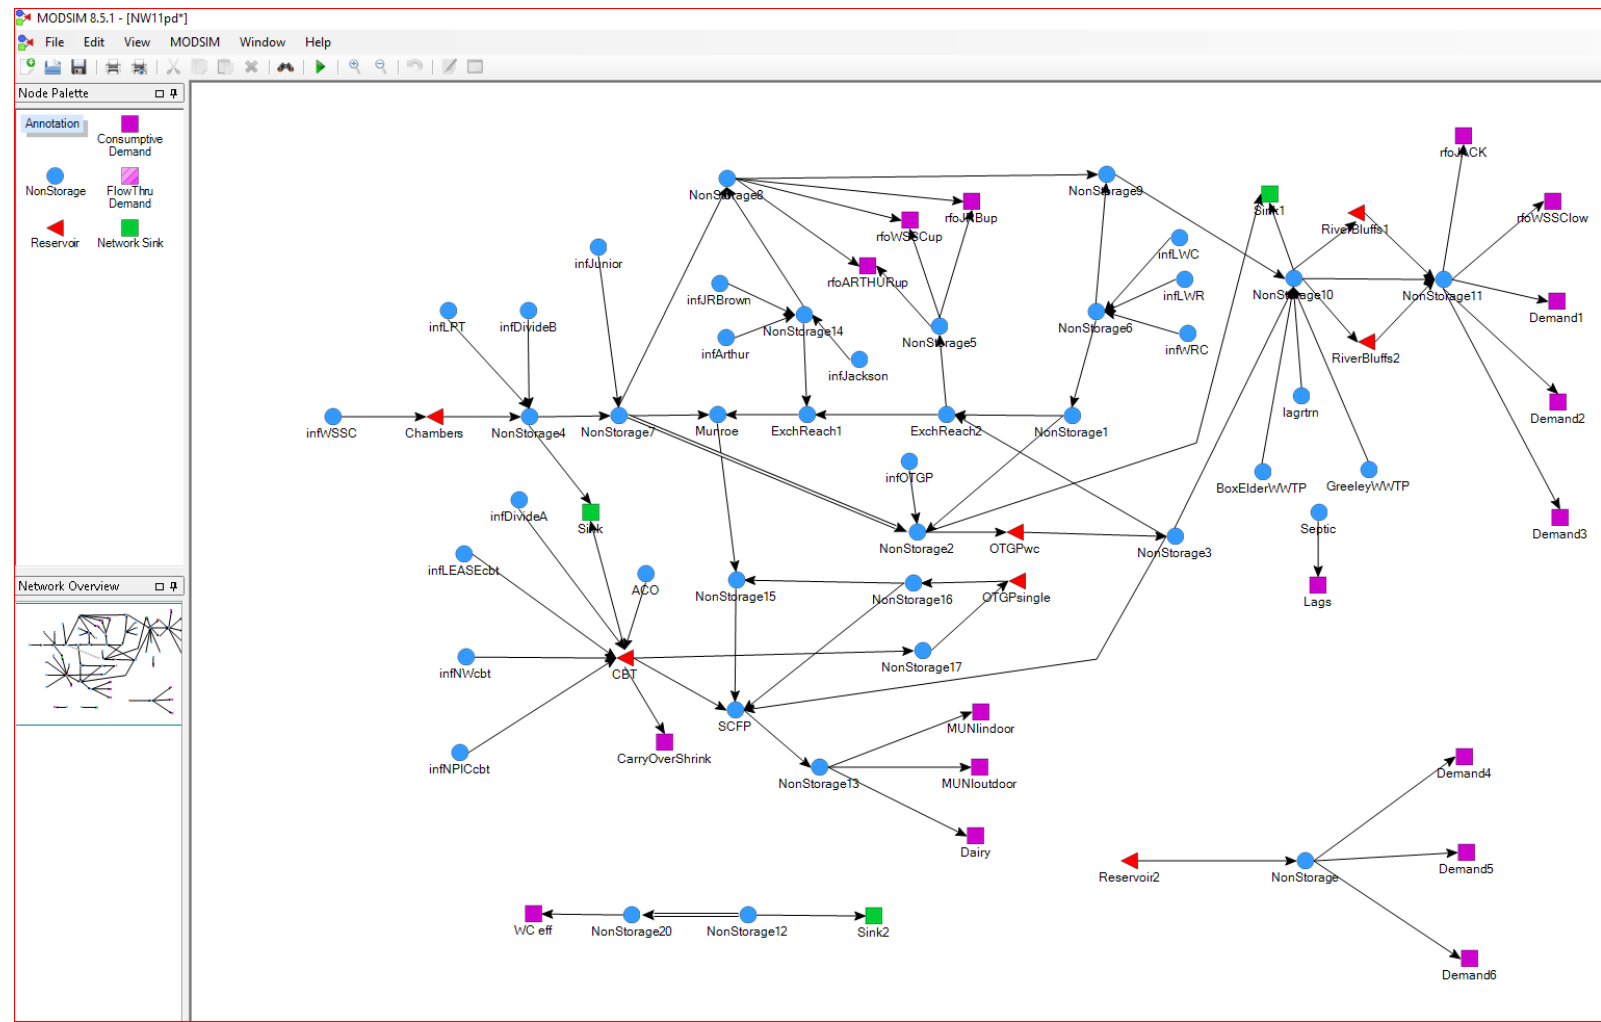 MODSIM 8.5.1 - [NW11pd*]
File Edit View MODSIM Window Help
Node Palette
Annotation
Consumptive
Demand
NonStorage
FlowThru
Demand
Reservoir
Network Sink
Network Overview
rfoJACK
NonStorage8
NonStorage9
rfoJRBup
Sink1
rfoWSSClow
RiverBluffs1
rfoWSSCup
infJunior
infLWC
rfoARTHURup
infJRBrown
infLWR
NonStorage10
NonStorage11
Demand1
infLPT
infDivideB
NonStorage14
NonStorage6
NonStorage5
infArthur
infWRC
RiverBluffs2
infJackson
lagrtrn
Demand2
infWSSC
Chambers
NonStorage4
NonStorage7
Munroe
ExchReach1
ExchReach2
NonStorage1
infOTGP
BoxElderWWTP
GreeleyWWTP
infDivideA
Sink
Septic
Demand3
NonStorage2
OTGPwc
NonStorage3
infLEASEcbt
ACO
NonStorage15
NonStorage16
OTGPsingle
Lags
infNWcbt
CBT
NonStorage17
SCFP
MUNIindoor
CarryOverShrink
infNPICcbt
NonStorage13
MUNIoutdoor
Demand4
Dairy
Reservoir2
NonStorage
Demand5
WC eff
NonStorage20
NonStorage12
Sink2
Demand6